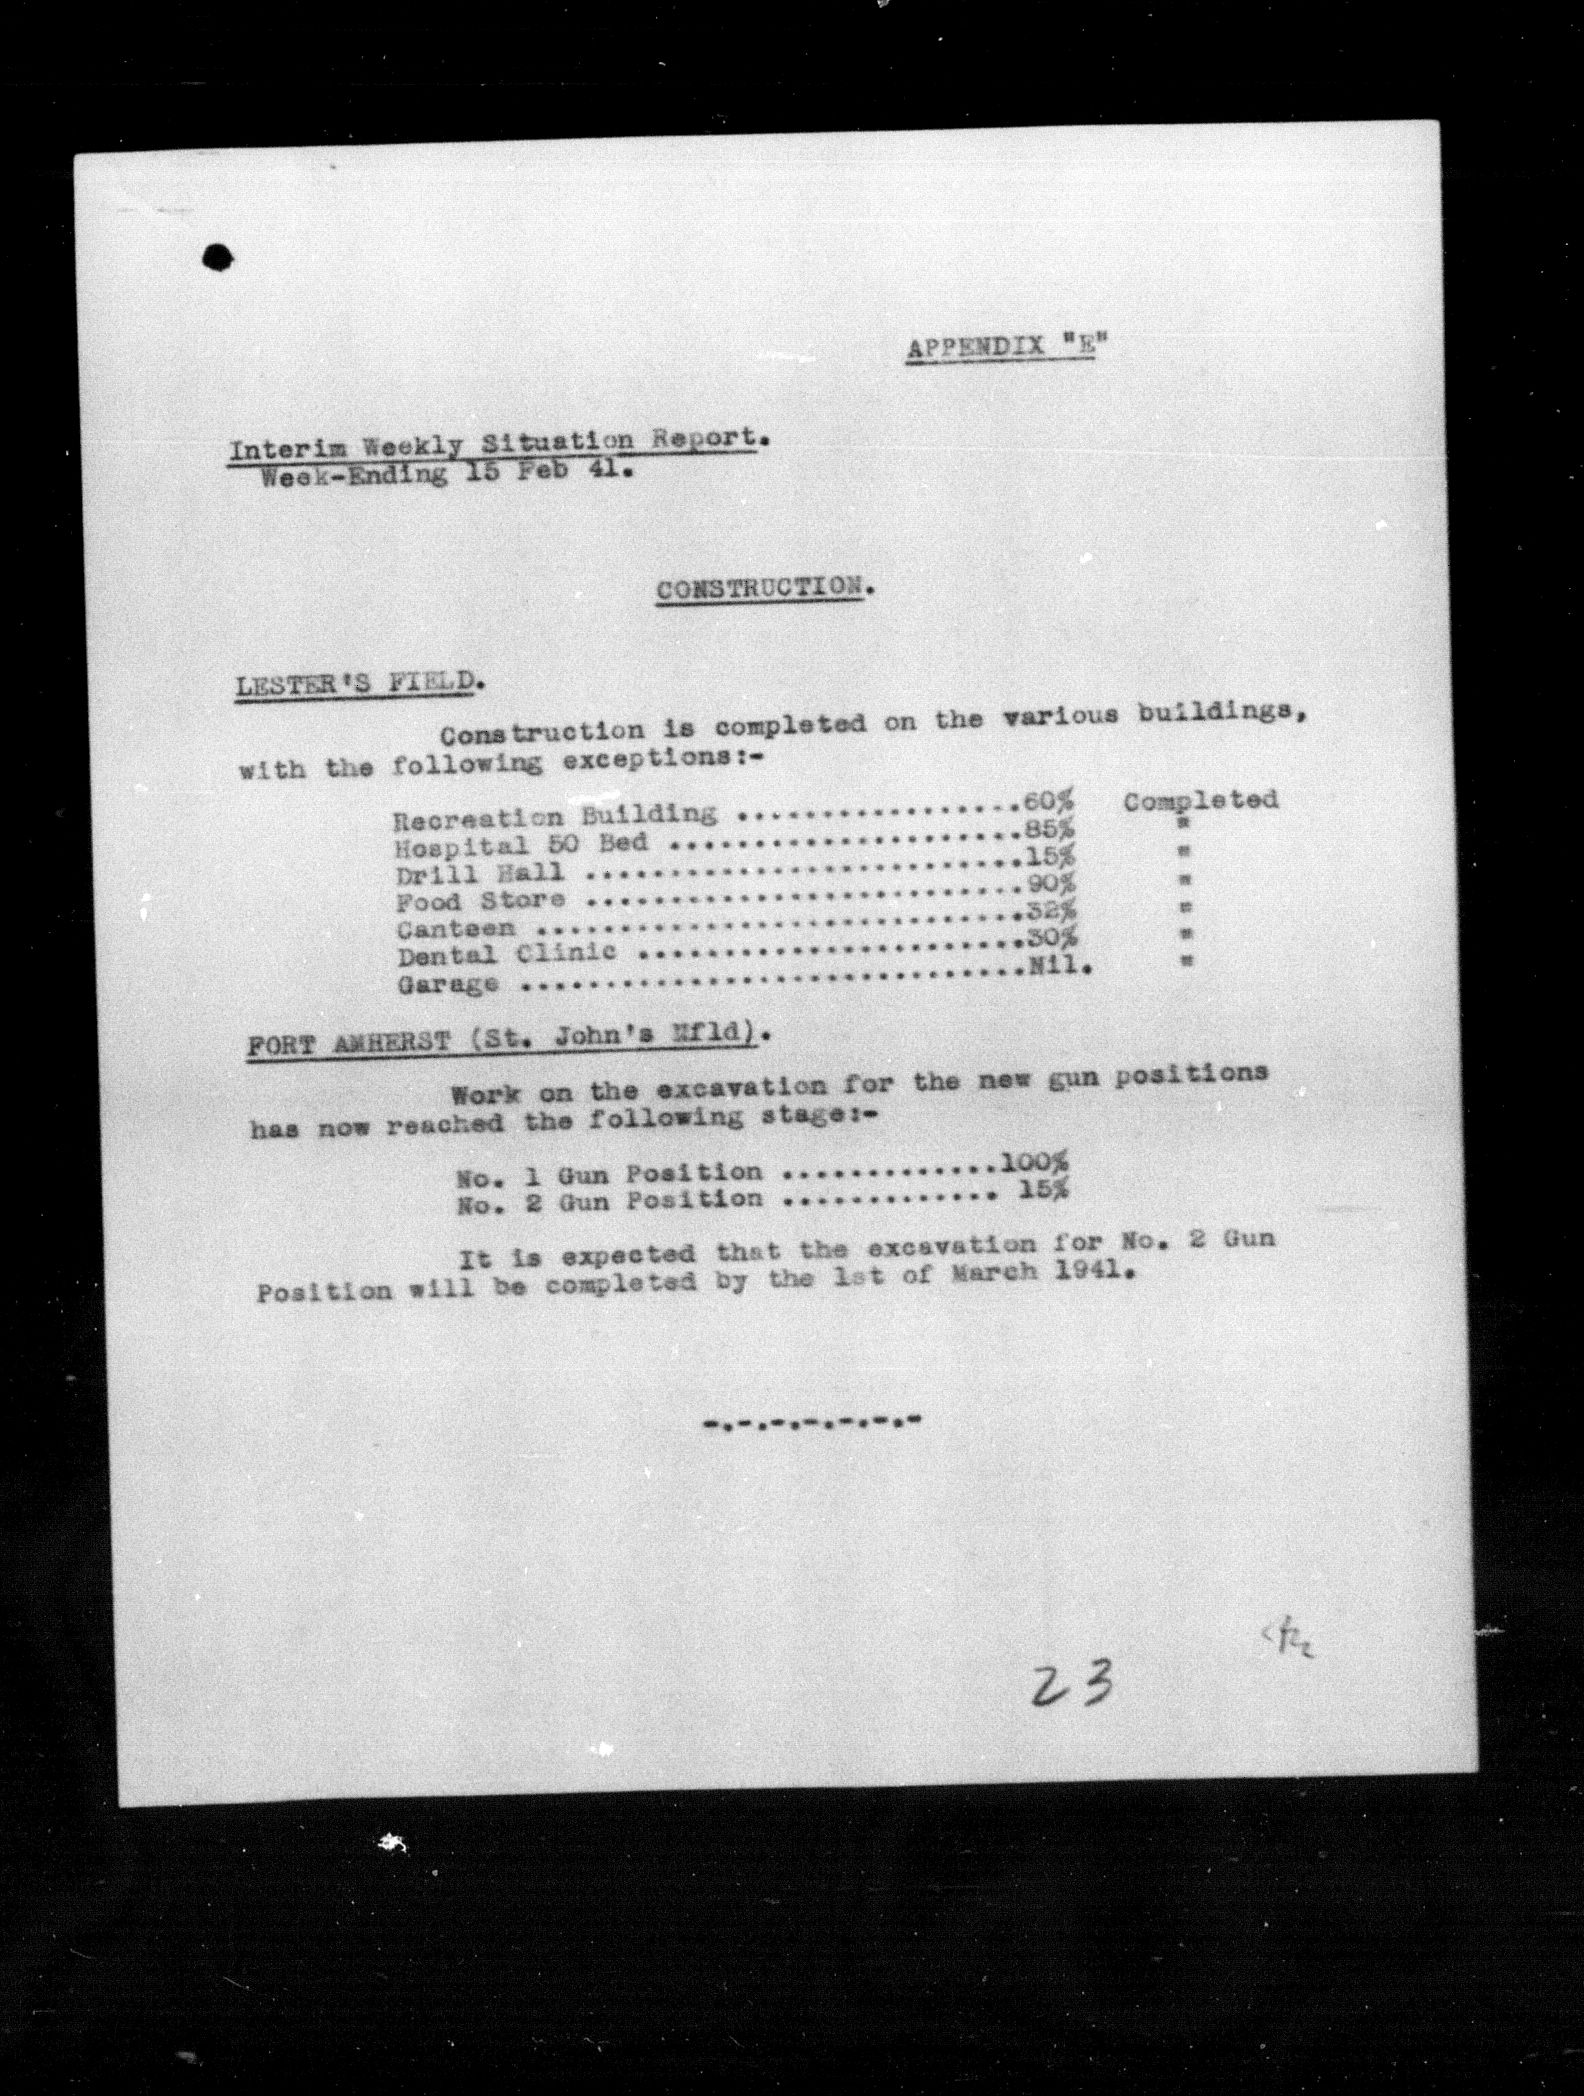 APPENDIX "E"
Interim Weekly Situation Report.
Week-Ending 15 Feb 41.
CONSTRUCTION.
LESTER'S FIELD.
Construction is completed on the various buildings,
with the following exceptions:-
Recreation Building .................60% Completed
Hospital 50 Bed .....................85% "
Drill Hall ..........................15% "
Food Store ..........................90% "
Canteen .............................32% "
Dental Clinic .......................30% "
Garage ..............................Nil. "
FORT AMHERST (St. John's Nfld).
Work on the excavation for the new gun positions
has now reached the following stage:-
No. 1 Gun Position .............100%
No. 2 Gun Position ............. 15%
It is expected that the excavation for No. 2 Gun
Position will be completed by the 1st of March 1941.
-.-.-.-.-.-.-
23